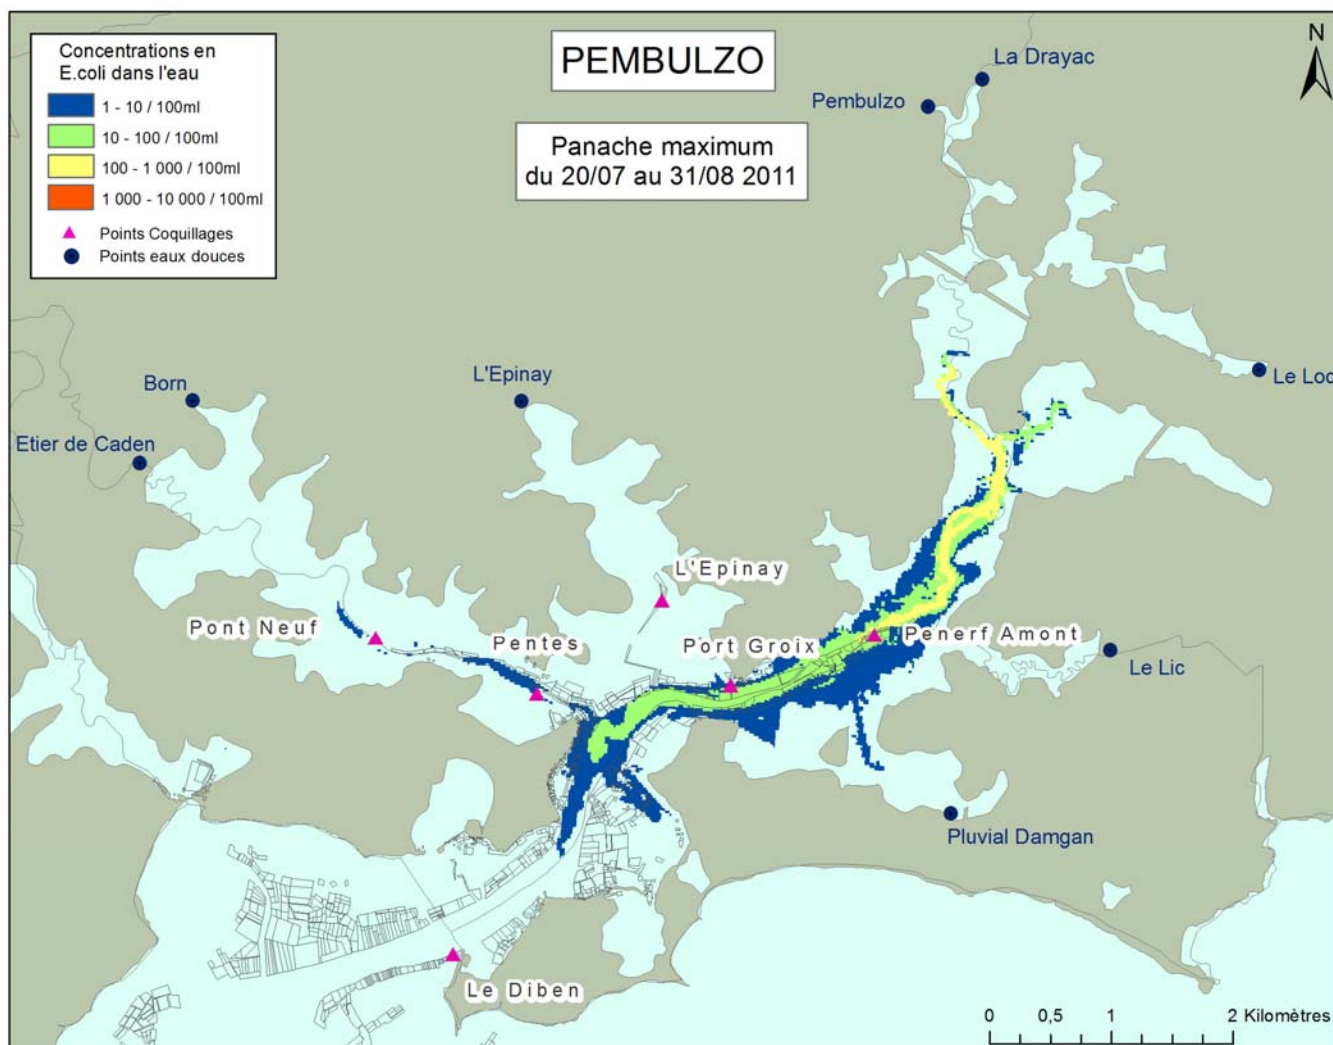 Concentrations en
E.coli dans l'eau
1 - 10 / 100ml
10 - 100 / 100ml
100 - 1 000 / 100ml
1 000 - 10 000 / 100ml
Points Coquillages
Points eaux douces
PEMBULZO
Panache maximum
du 20/07 au 31/08 2011
N
La Drayac
Pembulzo
Le Loc
Born
L'Epinay
Etier de Caden
L'Epinay
Pont Neuf
Pentes
Port Groix
Penerf Amont
Le Lic
Pluvial Damgan
Le Diben
0 0,5 1 2 Kilomètres